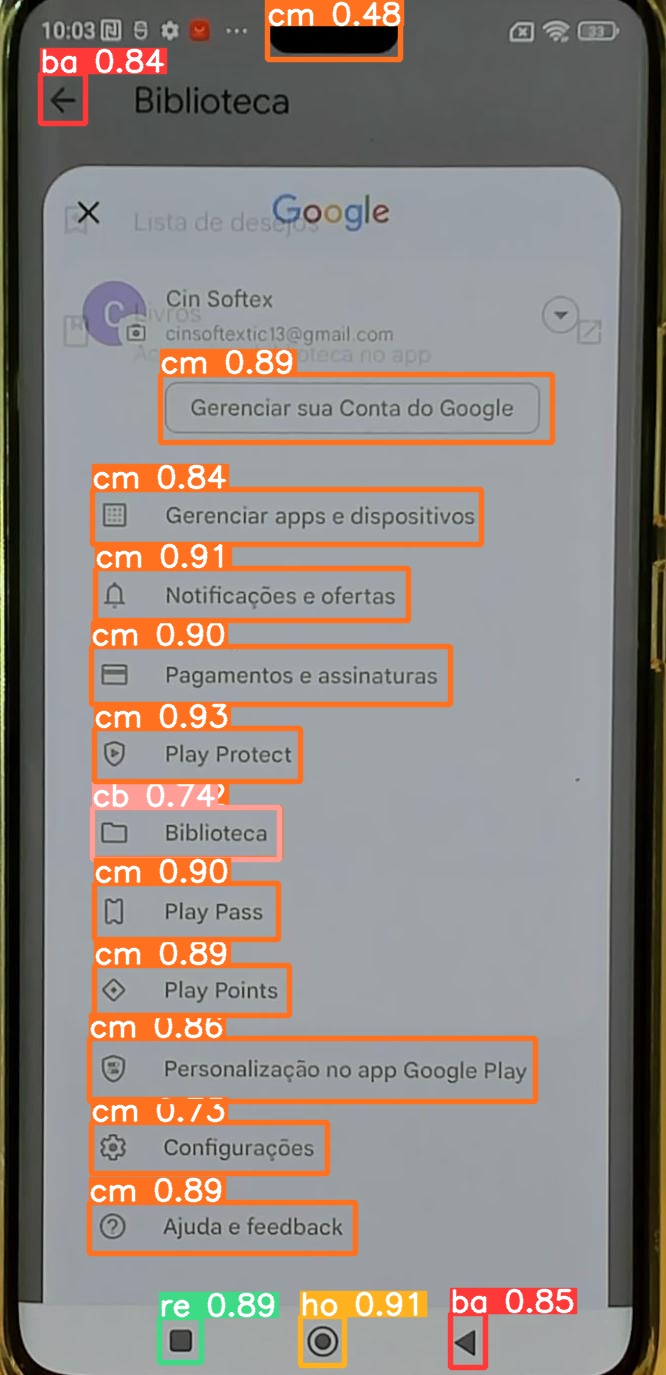 cm 0.48
10:03
33
ba 0.84
Biblioteca
Google
Lista de desejos
Cin Softex
C
Livros
cinsoftextic13@gmail.com
cm 0.89
Gerenciar sua Conta do Google
cm 0.84
Gerenciar apps e dispositivos
cm 0.91
Notificações e ofertas
cm 0.90
Pagamentos e assinaturas
cm 0.93
Play Protect
cb 0.74
Biblioteca
cm 0.90
Play Pass
cm 0.89
Play Points
cm 0.86
Personalização no app Google Play
cm 0.73
Configurações
cm 0.89
Ajuda e feedback
re 0.89
ho 0.91
ba 0.85